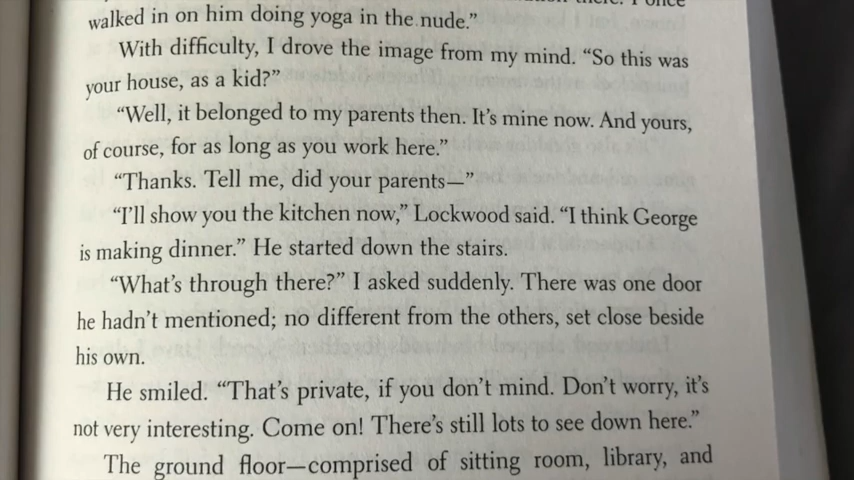 I once
walked in on him doing yoga in the nude.”
With difficulty, I drove the image from my mind. “So this was
your house, as a kid?”
“Well, it belonged to my parents then. It’s mine now. And yours,
of course, for as long as you work here.”
“Thanks. Tell me, did your parents—”
“I’ll show you the kitchen now,” Lockwood said. “I think George
is making dinner.” He started down the stairs.
“What’s through there?” I asked suddenly. There was one door
he hadn’t mentioned; no different from the others, set close beside
his own.
He smiled. “That’s private, if you don’t mind. Don’t worry, it’s
not very interesting. Come on! There’s still lots to see down here.”
The ground floor—comprised of sitting room, library, and